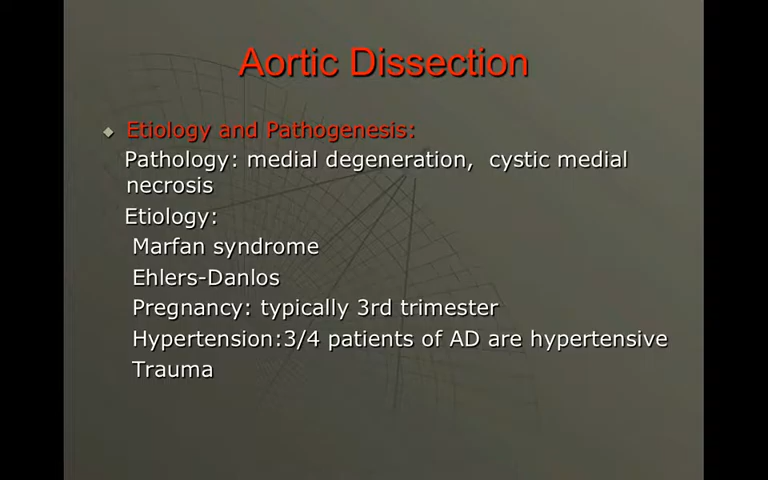 Aortic Dissection
Etiology and Pathogenesis:
Pathology: medial degeneration, cystic medial
necrosis
Etiology:
Marfan syndrome
Ehlers-Danlos
Pregnancy: typically 3rd trimester
Hypertension:3/4 patients of AD are hypertensive
Trauma